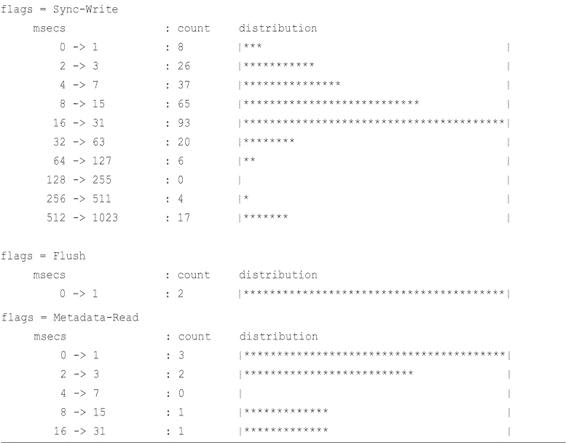 flags = Sync-Write
msecs : count distribution
0 -> 1 : 8 |*** |
2 -> 3 : 26 |*********** |
4 -> 7 : 37 |*************** |
8 -> 15 : 65 |*************************** |
16 -> 31 : 93 |****************************************|
32 -> 63 : 20 |******** |
64 -> 127 : 6 |** |
128 -> 255 : 0 | |
256 -> 511 : 4 |* |
512 -> 1023 : 17 |******* |
flags = Flush
msecs : count distribution
0 -> 1 : 2 |****************************************|
flags = Metadata-Read
msecs : count distribution
0 -> 1 : 3 |****************************************|
2 -> 3 : 2 |************************** |
4 -> 7 : 0 | |
8 -> 15 : 1 |************* |
16 -> 31 : 1 |************* |